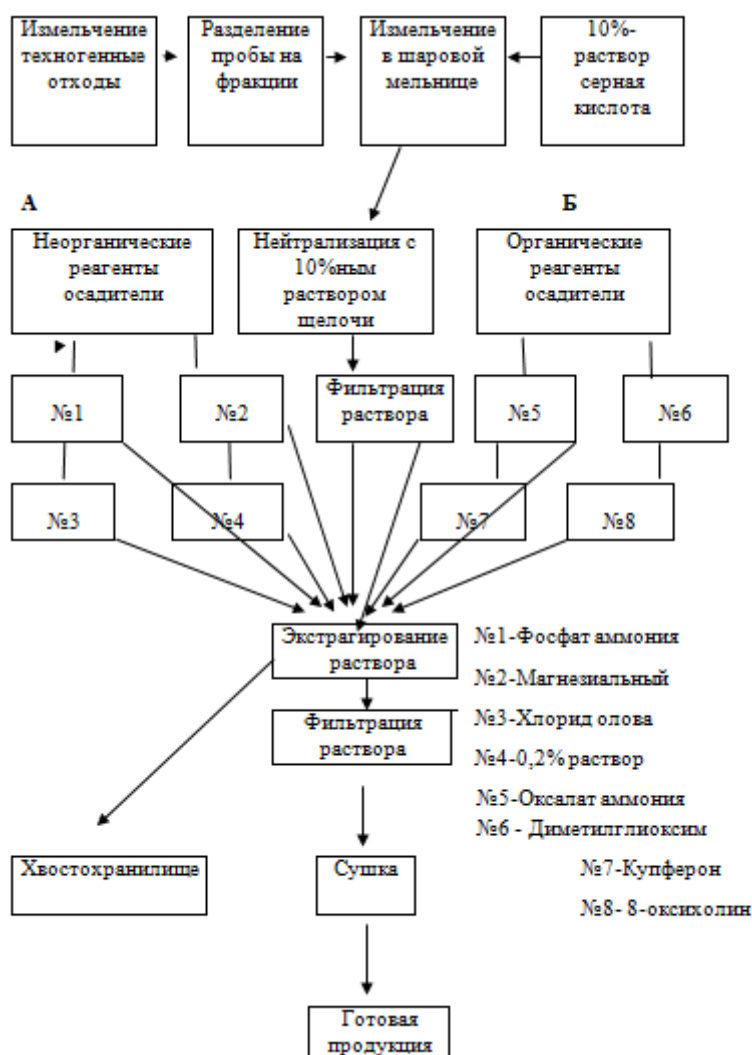 Измельчение
техногенные
отходы
Разделение
пробы на
фракции
Измельчение
в шаровой
мельнице
10%-
раствор
серная
кислота
А
Б
Неорганические
реагенты
осадители
Нейтрализация с
10%ным
раствором
щелочи
Органические
реагенты
осадители
№1
№2
Фильтрация
раствора
№5
№6
№3
№4
№7
№8
Экстрагирование
раствора
№1-Фосфат аммония
№2-Магнезиальный
Фильтрация
раствора
№3-Хлорид олова
№4-0,2% раствор
№5-Оксалат аммония
№6 - Диметилглиоксим
Хвостохранилище
Сушка
№7-Купферон
№8- 8-оксихолин
Готовая
продукция